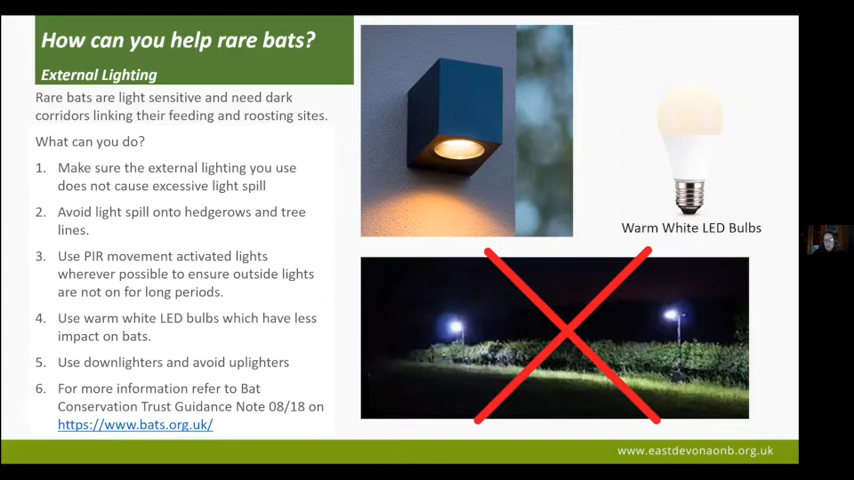 How can you help rare bats?
External Lighting
Rare bats are light sensitive and need dark
corridors linking their feeding and roosting sites.
What can you do?
1. Make sure the external lighting you use
does not cause excessive light spill
2. Avoid light spill onto hedgerows and tree
lines.
3. Use PIR movement activated lights
wherever possible to ensure outside lights
are not on for long periods.
4. Use warm white LED bulbs which have less
impact on bats.
5. Use downlighters and avoid uplighters
6. For more information refer to Bat
Conservation Trust Guidance Note 08/18 on
https://www.bats.org.uk/
Warm White LED Bulbs
www.eastdevonaonb.org.uk